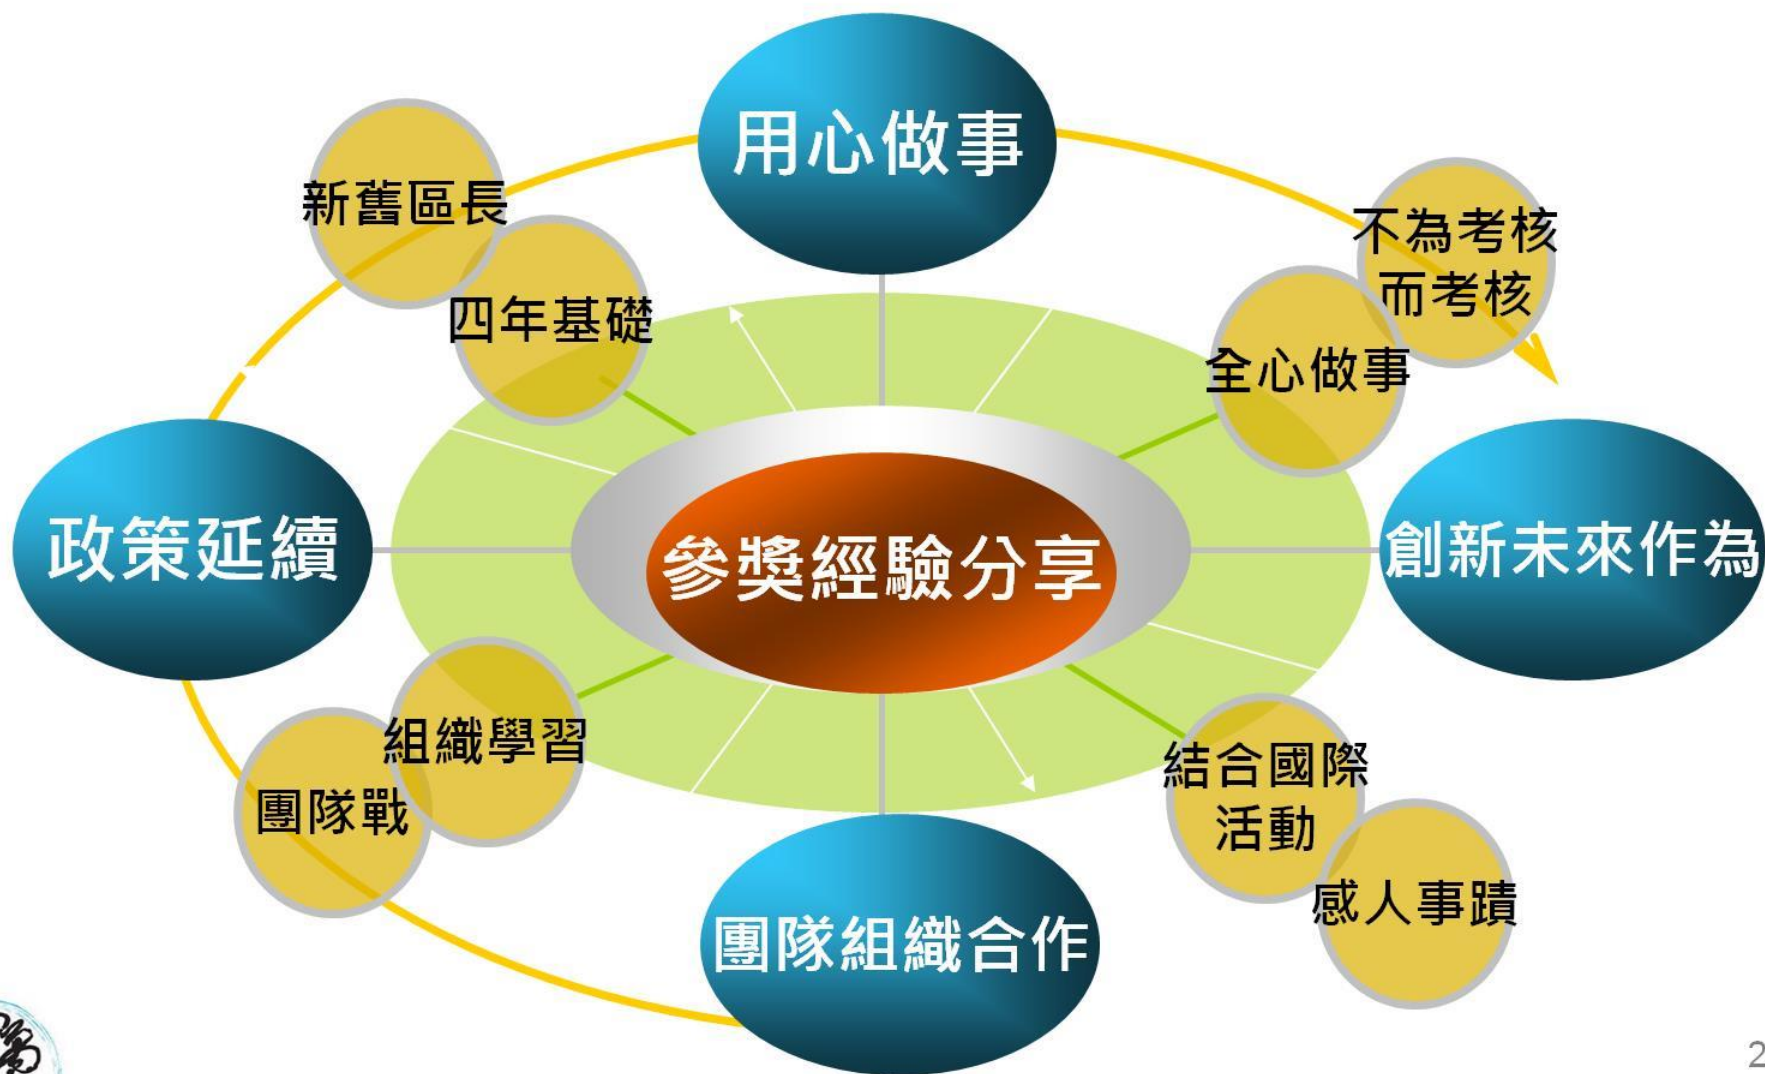 用心做事
新舊區長
四年基礎
不為考核
而考核
全心做事
政策延續
參獎經驗分享
創新未來作為
組織學習
團隊戰
結合國際
活動
感人事蹟
團隊組織合作